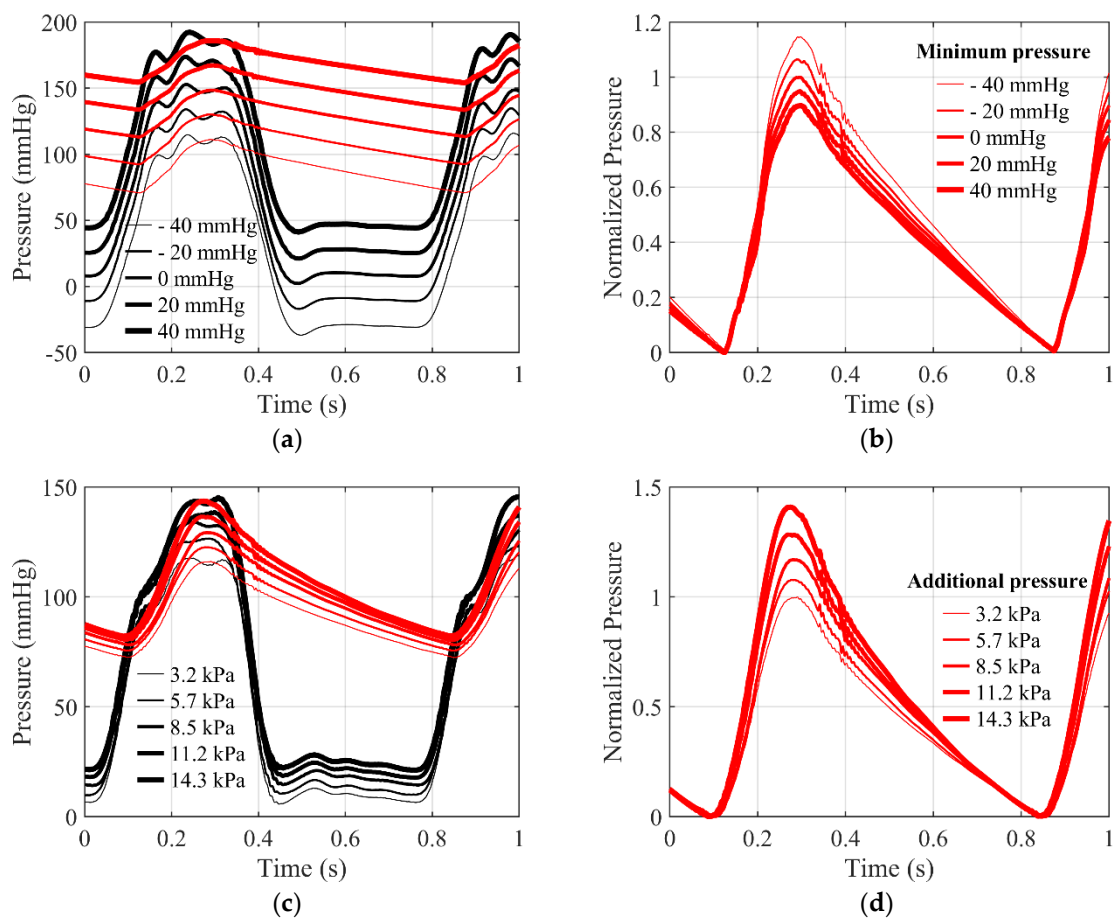 200
150
100
50
0
-50
Pressure (mmHg)
- 40 mmHg
- 20 mmHg
0 mmHg
20 mmHg
40 mmHg
0 0.2 0.4 0.6 0.8 1
Time (s)
(a)
1.2
1
0.8
0.6
0.4
0.2
0
Normalized Pressure
Minimum pressure
- 40 mmHg
- 20 mmHg
0 mmHg
20 mmHg
40 mmHg
0 0.2 0.4 0.6 0.8 1
Time (s)
(b)
150
100
50
0
Pressure (mmHg)
3.2 kPa
5.7 kPa
8.5 kPa
11.2 kPa
14.3 kPa
0 0.2 0.4 0.6 0.8 1
Time (s)
(c)
1.5
1
0.5
0
Normalized Pressure
Additional pressure
3.2 kPa
5.7 kPa
8.5 kPa
11.2 kPa
14.3 kPa
0 0.2 0.4 0.6 0.8 1
Time (s)
(d)